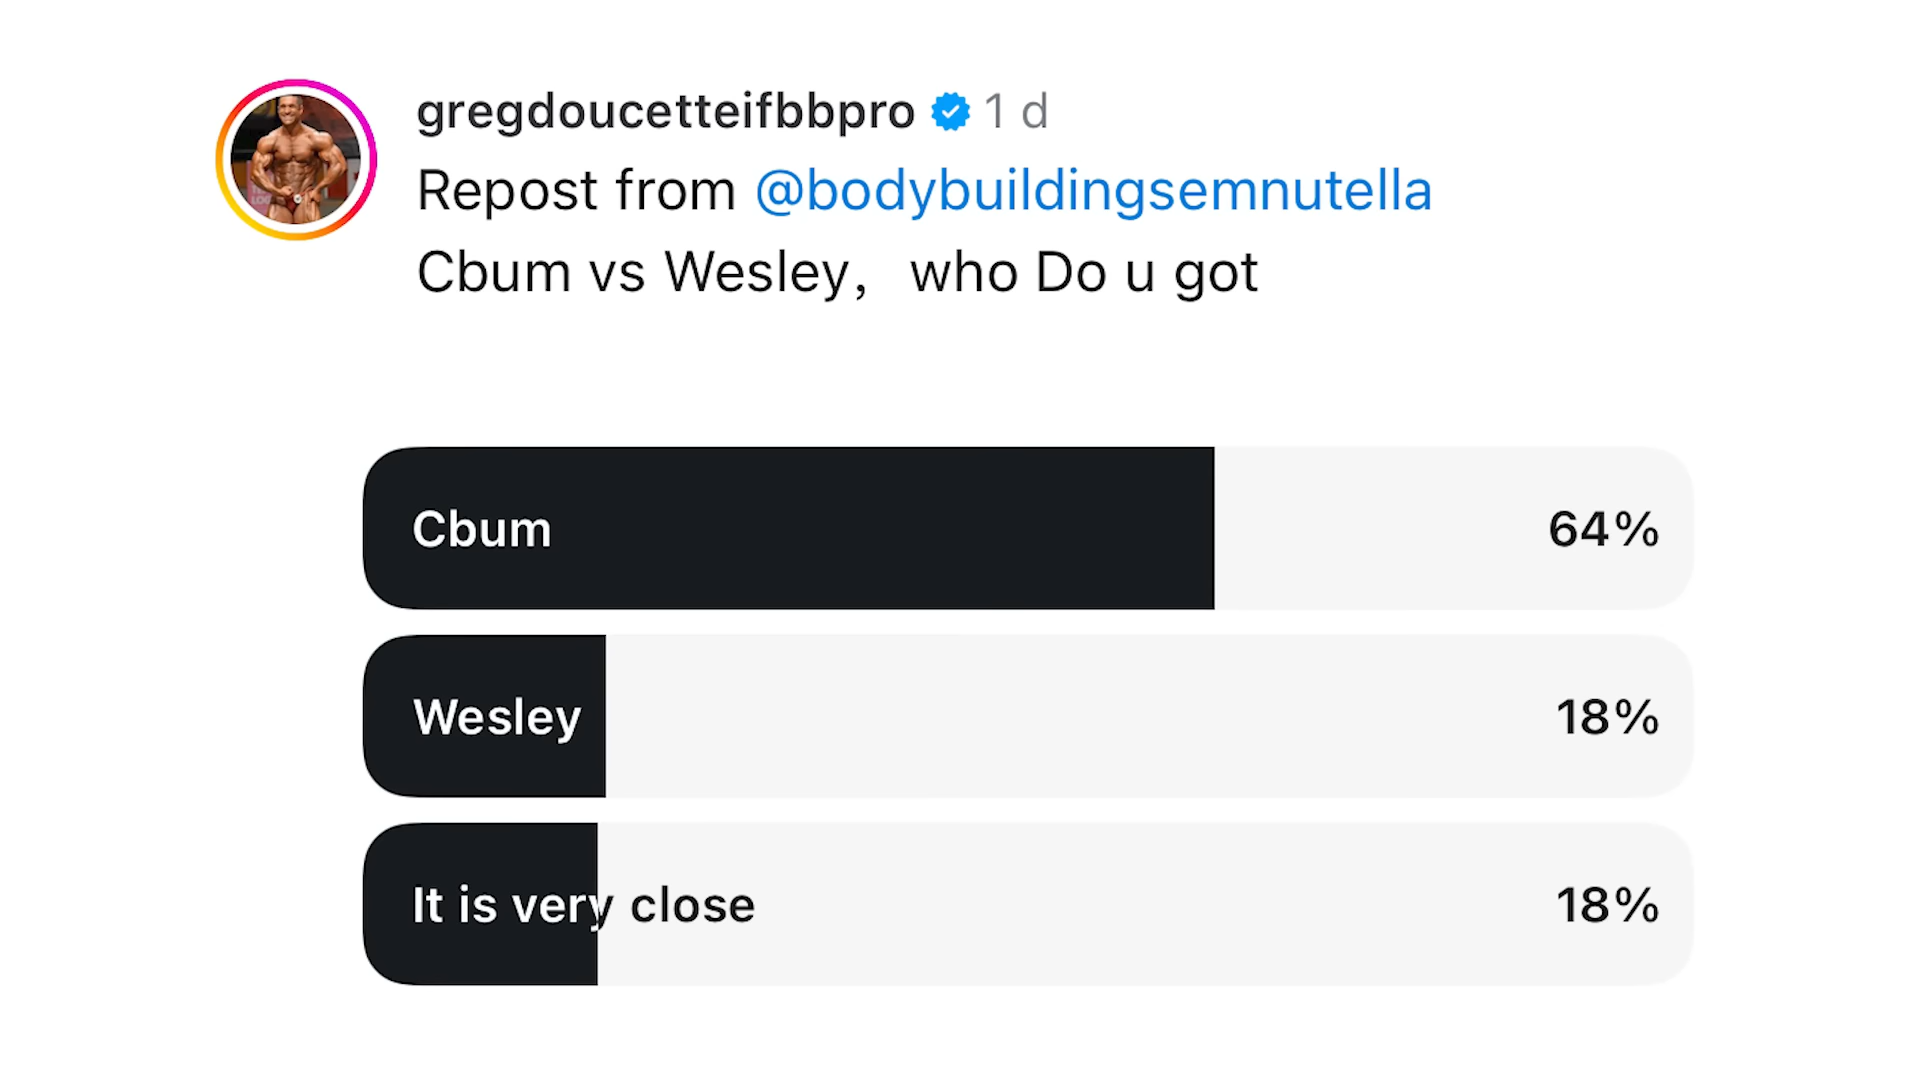 gregdoucetteifbbpro 1 d
Repost from @bodybuildingsemnutella
Cbum vs Wesley，who Do u got
Cbum 64%
Wesley 18%
It is very close 18%